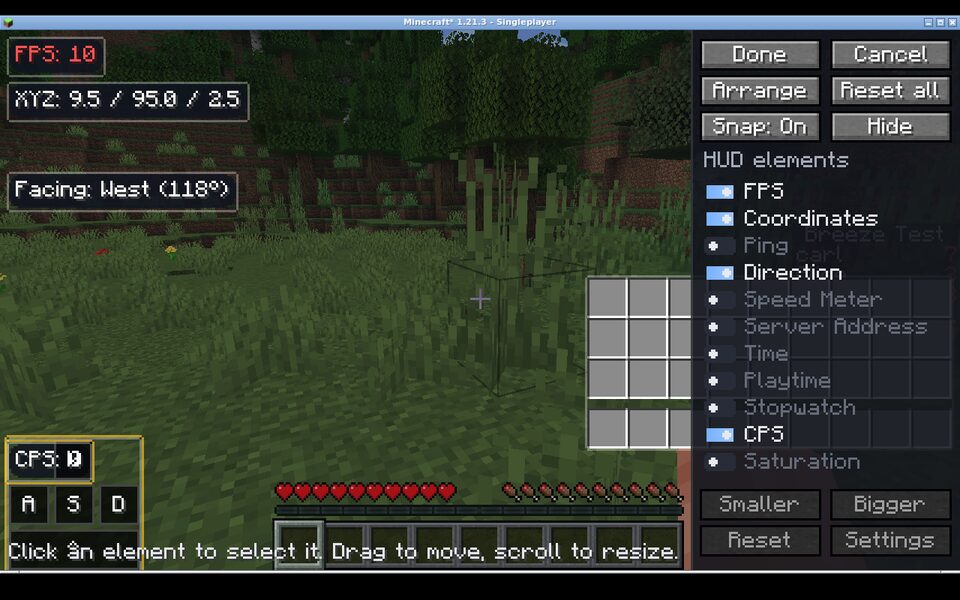 Minecraft* 1.21.3 - Singleplayer
FPS: 10
XYZ: 9.5 / 95.0 / 2.5
Facing: West (118°)
CPS: 0
A S D
Click an element to select it. Drag to move, scroll to resize.
Done Cancel
Arrange Reset all
Snap: On Hide
HUD elements
FPS
Coordinates
Ping
Direction
Speed Meter
Server Address
Time
Playtime
Stopwatch
CPS
Saturation
Breeze Test
carl
Smaller Bigger
Reset Settings